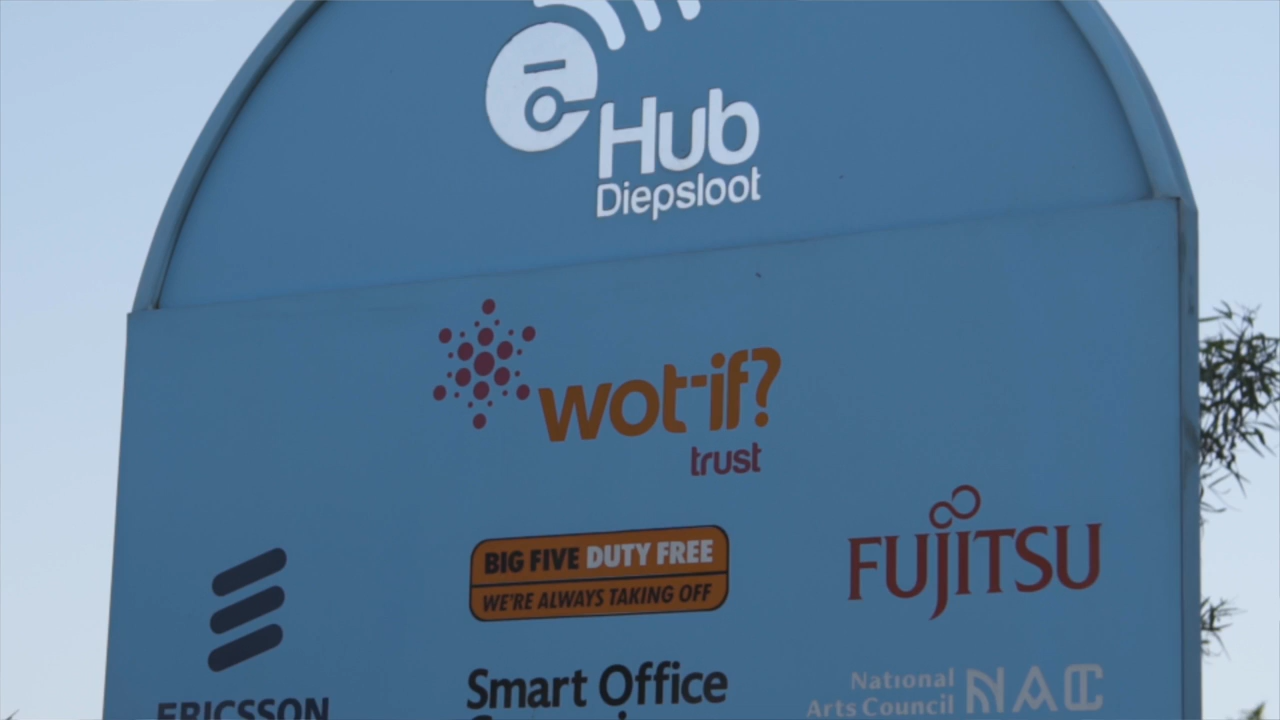 Hub
Diepsloot
wot-if?
trust
BIG FIVE DUTY FREE
WE'RE ALWAYS TAKING OFF
FUJITSU
ERICSSON
Smart Office
National
Arts Council
NAC